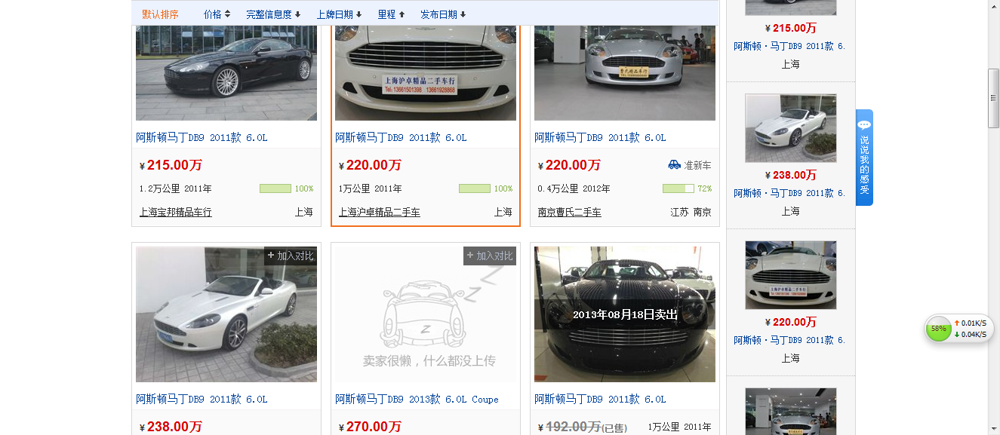 默认排序 价格 完整信息度 上牌日期 里程 发布日期
上海沪卓精品二手车行
Tel: 13661501398 13661928868
曹氏精品车行
阿斯顿马丁DB9 2011款 6.0L
¥215.00万
1.2万公里 2011年 100%
上海宝邦精品车行 上海
阿斯顿马丁DB9 2011款 6.0L
¥220.00万
1万公里 2011年 100%
上海沪卓精品二手车 上海
阿斯顿马丁DB9 2011款 6.0L
¥220.00万 准新车
0.4万公里 2012年 72%
南京曹氏二手车 江苏 南京
+ 加入对比
阿斯顿马丁DB9 2011款 6.0L
¥238.00万
+ 加入对比
z
卖家很懒，什么都没上传
阿斯顿马丁DB9 2013款 6.0L Coupe
¥270.00万
2013年08月18日卖出
阿斯顿马丁DB9 2011款 6.0L
¥192.00万(已售) 1万公里 2011年
¥215.00万
阿斯顿·马丁DB9 2011款 6.
上海
¥238.00万
阿斯顿·马丁DB9 2011款 6.
上海
¥220.00万
阿斯顿·马丁DB9 2011款 6.
上海
说说我的感受
58%
0.01K/S
0.04K/S